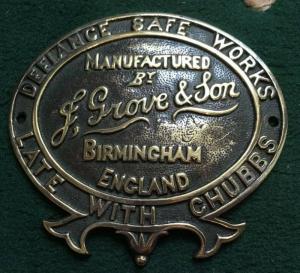 DEFIANCE SAFE WORKS
MANUFACTURED
BY
J. Grove & Son
BIRMINGHAM
ENGLAND
LATE WITH CHUBBS